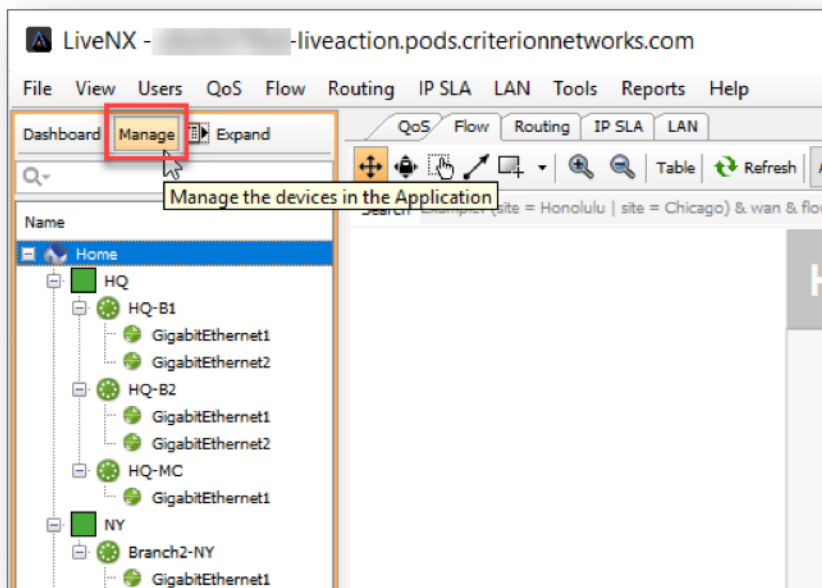 LiveNX - -liveaction.pods.criterionnetworks.com
File View Users QoS Flow Routing IP SLA LAN Tools Reports Help
Dashboard Manage Expand
QoS Flow Routing IP SLA LAN
Table Refresh
Manage the devices in the Application
(site = Honolulu | site = Chicago) & wan & flo
Name
Home
HQ
HQ-B1
GigabitEthernet1
GigabitEthernet2
HQ-B2
GigabitEthernet1
GigabitEthernet2
HQ-MC
GigabitEthernet1
NY
Branch2-NY
GigabitEthernet1